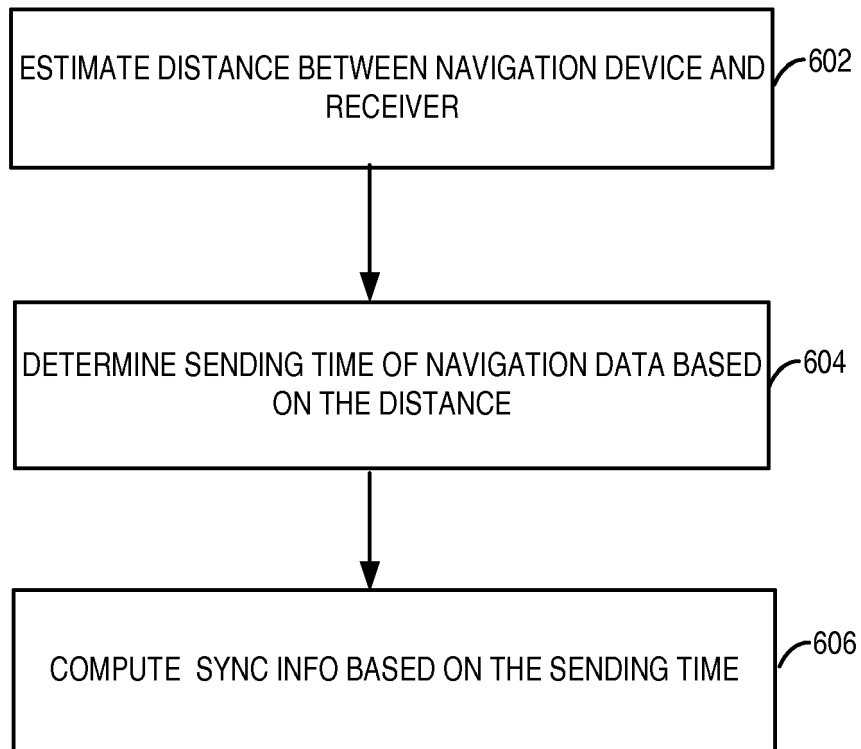 ESTIMATE DISTANCE BETWEEN NAVIGATION DEVICE AND
RECEIVER
602
DETERMINE SENDING TIME OF NAVIGATION DATA BASED
ON THE DISTANCE
604
COMPUTE SYNC INFO BASED ON THE SENDING TIME
606